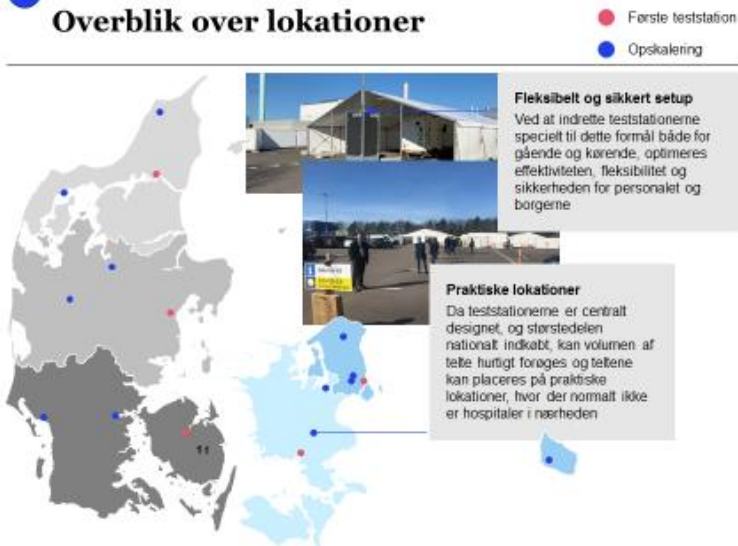 Overblik over lokationer
Første teststation
Opskalering
Fleksibelt og sikkert setup
Ved at indrette teststationerne
specielt til dette formål både for
gående og kørende, optimeres
effektiviteten, fleksibilitet og
sikkerheden for personalet og
borgerne
Praktiske lokationer
Da teststationerne er centralt
designet, og størstedelen
nationalt indkøbt, kan volumen af
telte hurtigt forøges og teltene
kan placeres på praktiske
lokationer, hvor der normalt ikke
er hospitaler i nærheden
11